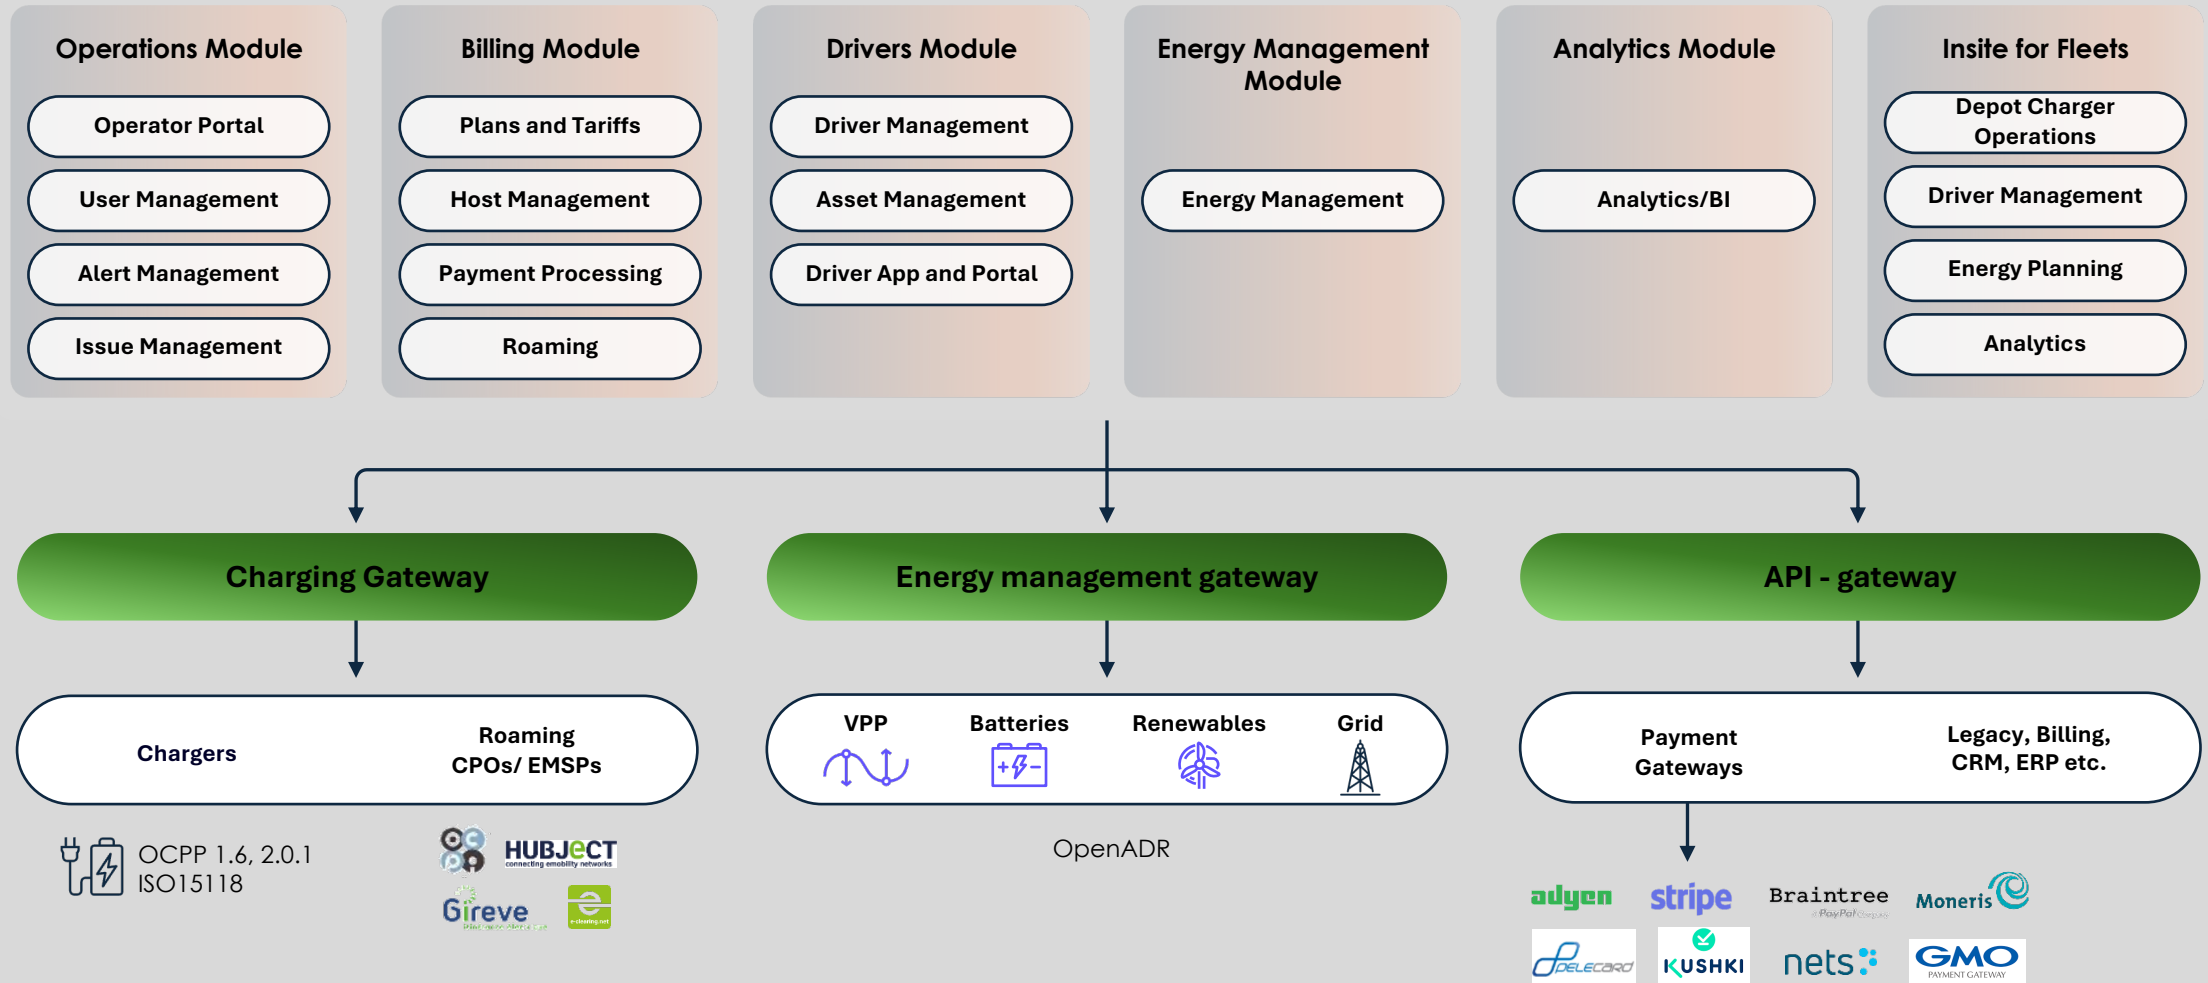 Operations Module
Operator Portal
User Management
Alert Management
Issue Management
Billing Module
Plans and Tariffs
Host Management
Payment Processing
Roaming
Drivers Module
Driver Management
Asset Management
Driver App and Portal
Energy Management
Module
Energy Management
Analytics Module
Analytics/BI
Insite for Fleets
Depot Charger
Operations
Driver Management
Energy Planning
Analytics
Charging Gateway
Energy management gateway
API - gateway
Chargers
Roaming
CPOs/ EMSPs
VPP
Batteries
Renewables
Grid
Payment
Gateways
Legacy, Billing,
CRM, ERP etc.
OCPP 1.6, 2.0.1
ISO15118
HUBJECT
connecting emobility networks
Gireve
e-clearing.net
OpenADR
adyen
stripe
Braintree
PayPal
Moneris
PELECARD
KUSHKI
nets
GMO
PAYMENT GATEWAY